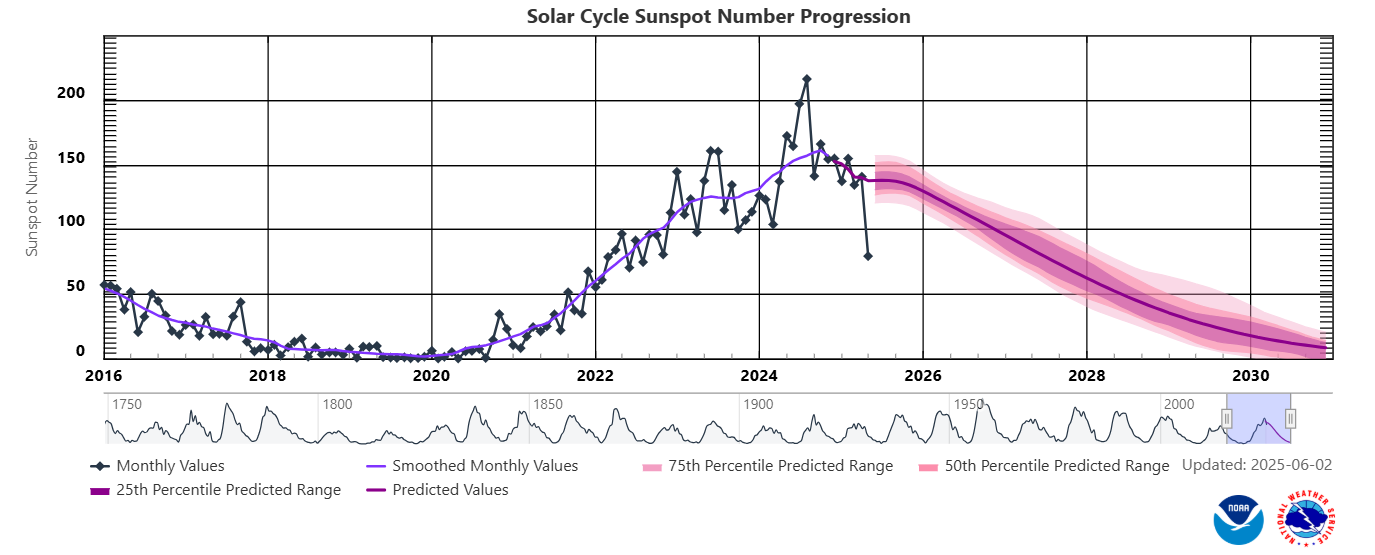 Solar Cycle Sunspot Number Progression
Sunspot Number
200
150
100
50
0
2016 2018 2020 2022 2024 2026 2028 2030
1750 1800 1850 1900 1950 2000
Monthly Values Smoothed Monthly Values 75th Percentile Predicted Range 50th Percentile Predicted Range Updated: 2025-06-02
25th Percentile Predicted Range Predicted Values
NOAA
NATIONAL WEATHER SERVICE